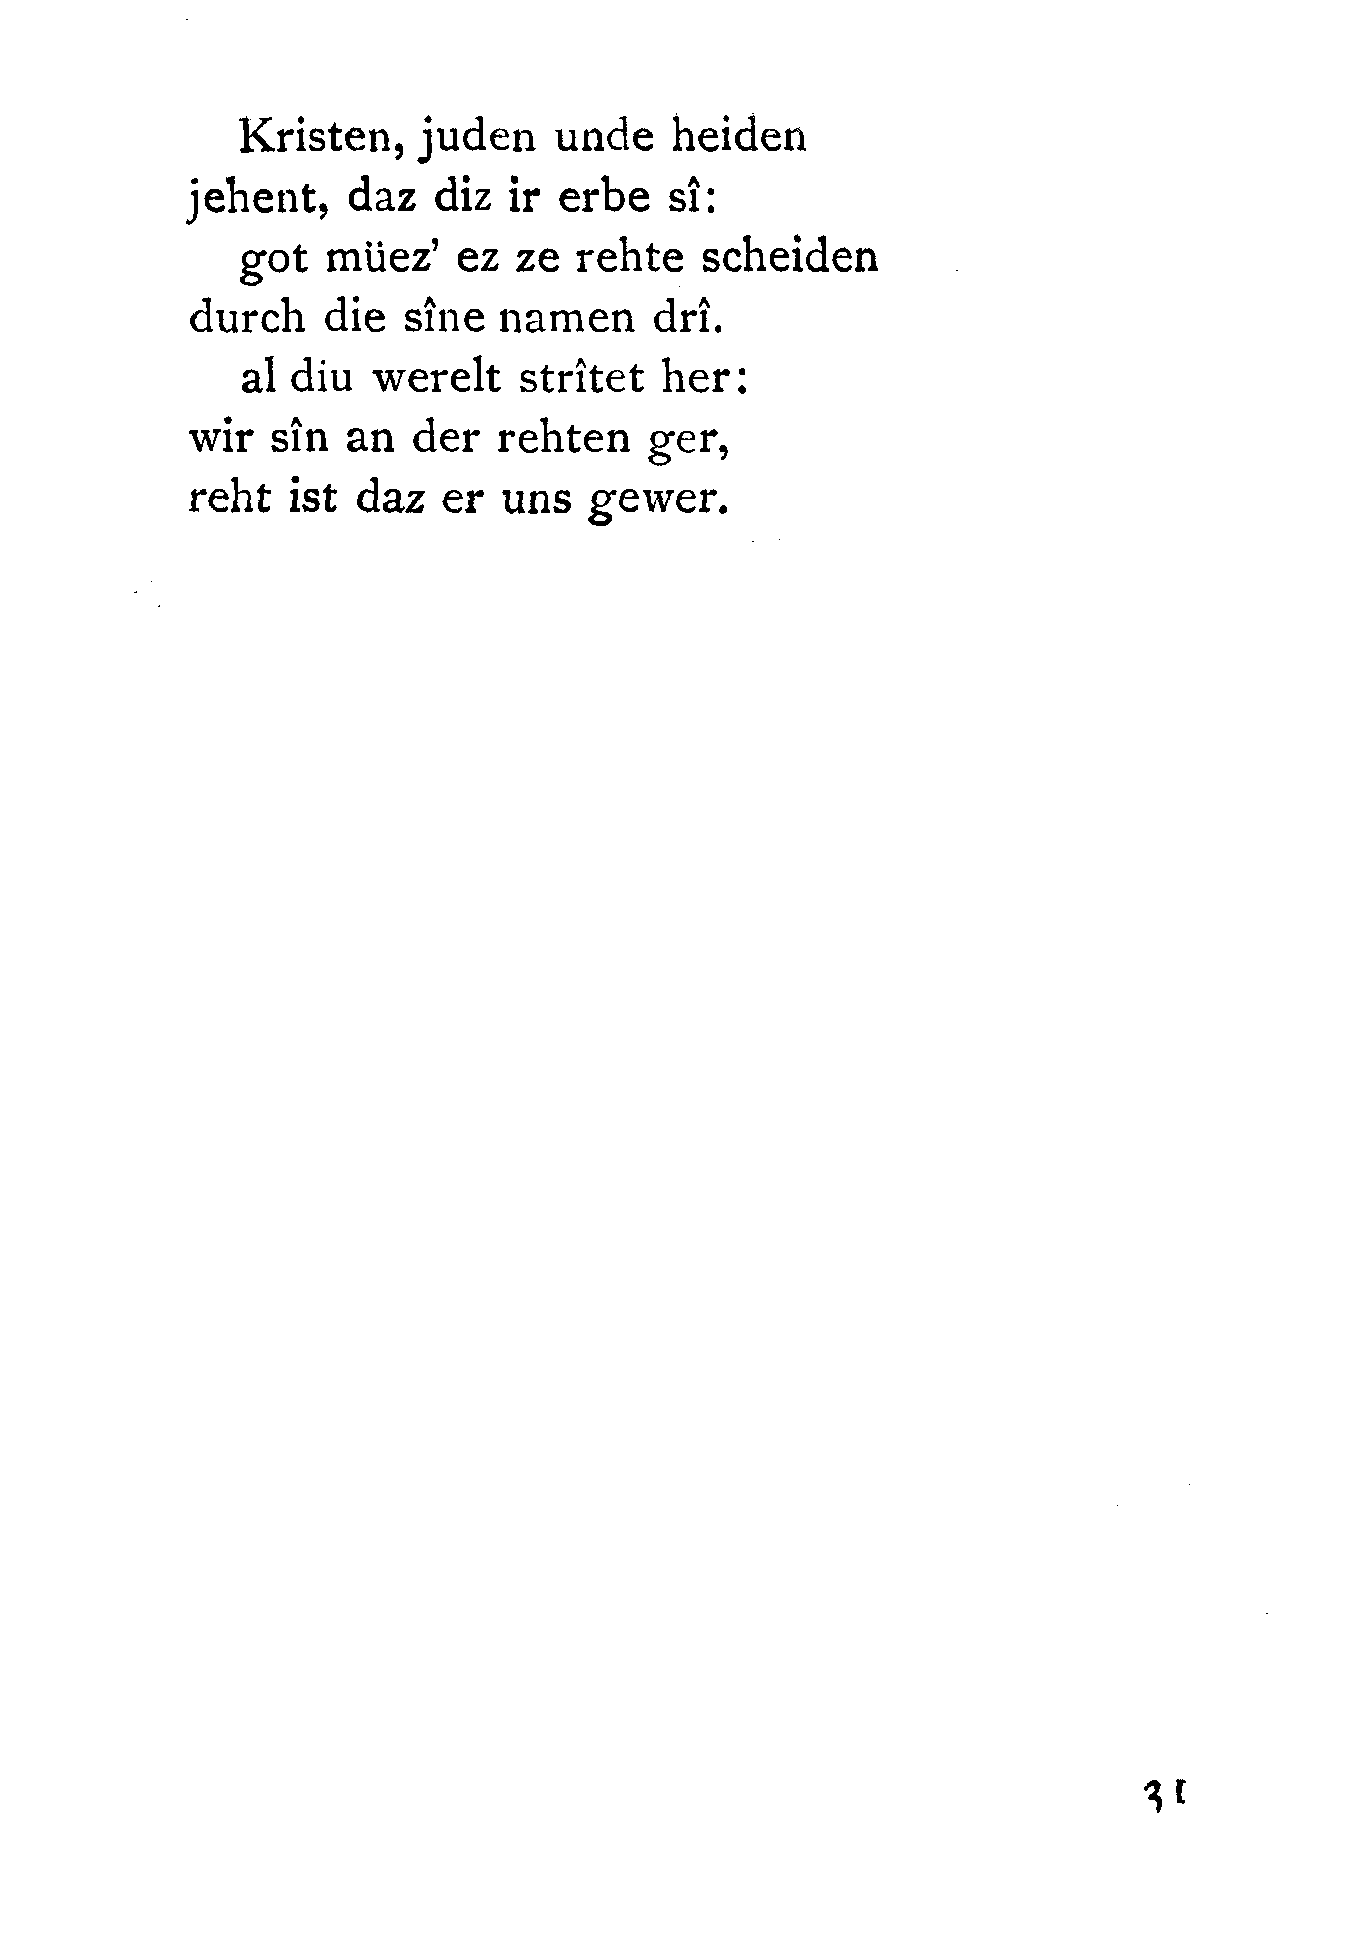 Kristen, juden unde heiden
jehent, daz diz ir erbe sî:
got müez’ ez ze rehte scheiden
durch die sîne namen drî.
al diu werelt strîtet her:
wir sîn an der rehten ger,
reht ist daz er uns gewer.
31